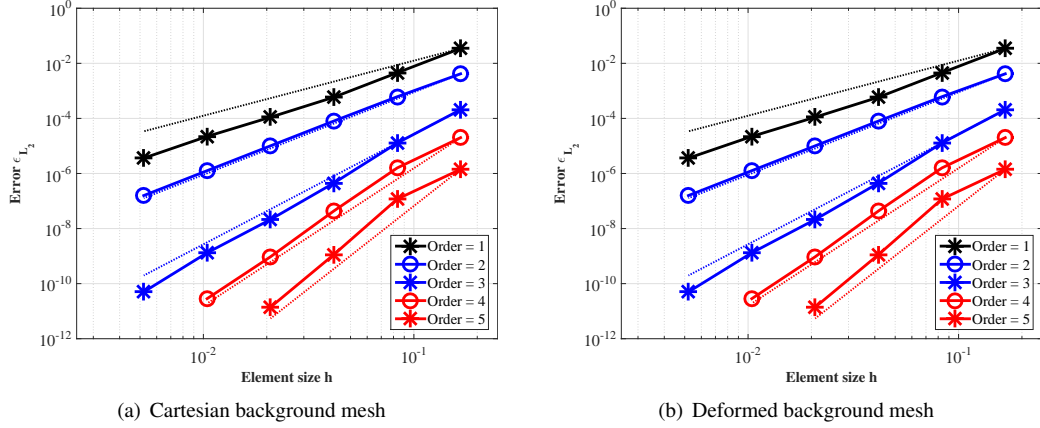 10^0
10^-2
10^-4
10^-6
10^-8
10^-10
10^-12
Error ϵ_L_2
10^-2
10^-1
Element size h
Order = 1
Order = 2
Order = 3
Order = 4
Order = 5
(a) Cartesian background mesh
10^0
10^-2
10^-4
10^-6
10^-8
10^-10
10^-12
Error ϵ_L_2
10^-2
10^-1
Element size h
Order = 1
Order = 2
Order = 3
Order = 4
Order = 5
(b) Deformed background mesh